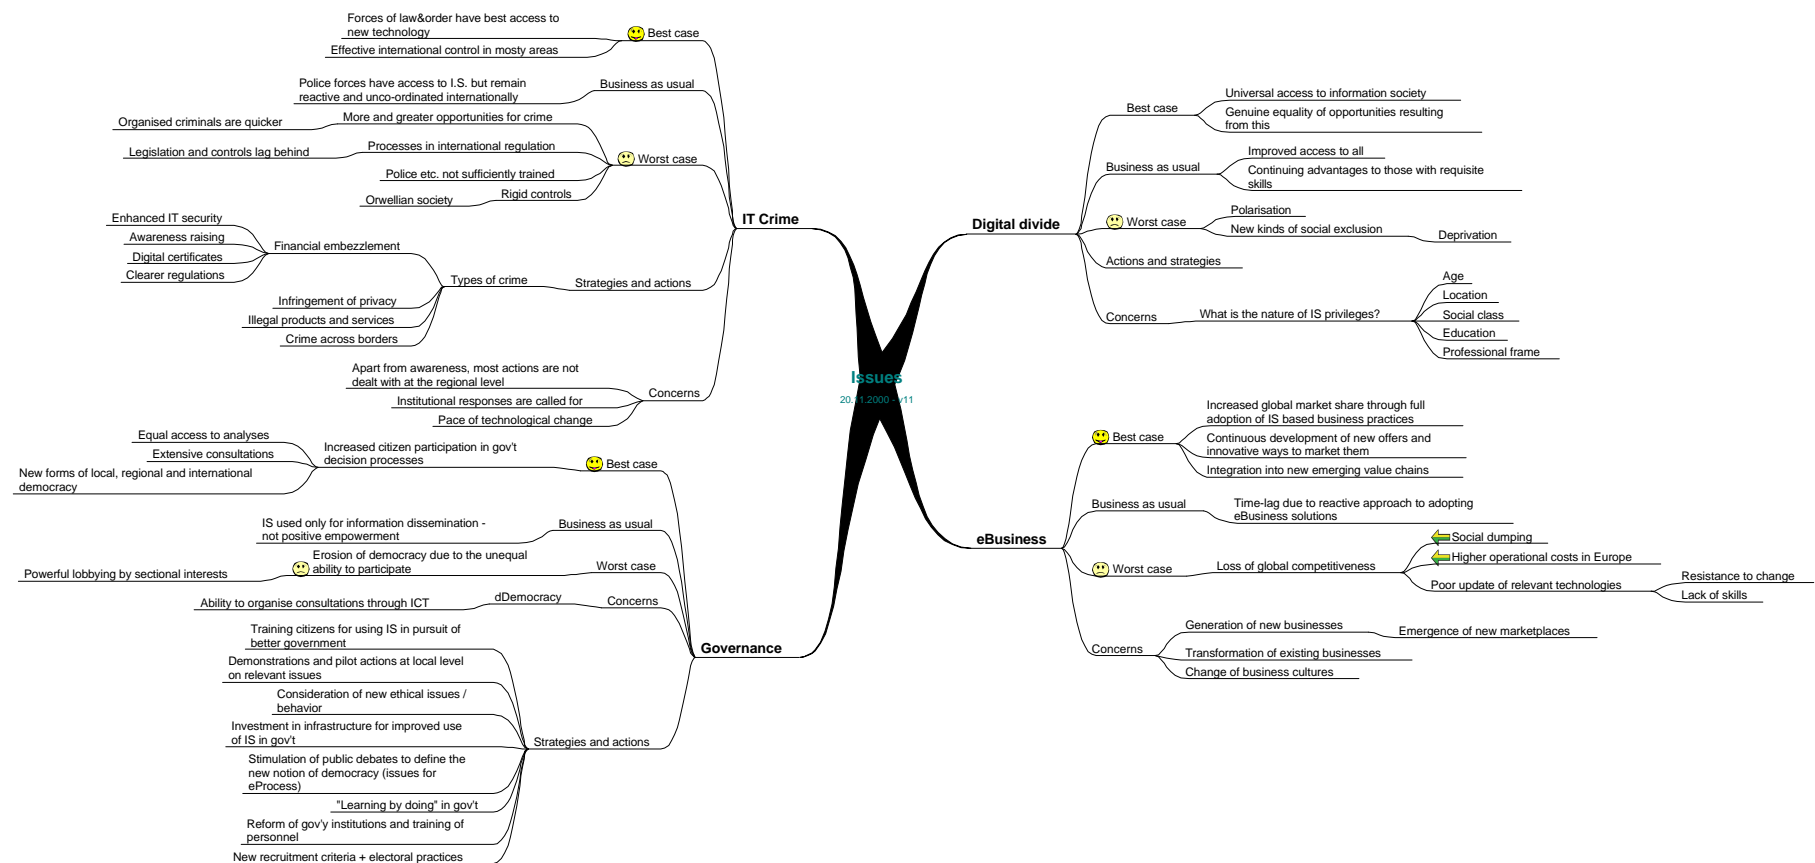 Issues
20.11.2000 - v11
IT Crime
Best case
Forces of law&order have best access to
new technology
Effective international control in mosty areas
Business as usual
Police forces have access to I.S. but remain
reactive and unco-ordinated internationally
Worst case
More and greater opportunities for crime
Organised criminals are quicker
Processes in international regulation
Legislation and controls lag behind
Police etc. not sufficiently trained
Rigid controls
Orwellian society
Strategies and actions
Types of crime
Financial embezzlement
Enhanced IT security
Awareness raising
Digital certificates
Clearer regulations
Infringement of privacy
Illegal products and services
Crime across borders
Concerns
Apart from awareness, most actions are not
dealt with at the regional level
Institutional responses are called for
Pace of technological change
Governance
Best case
Increased citizen participation in gov't
decision processes
Equal access to analyses
Extensive consultations
New forms of local, regional and international
democracy
Business as usual
IS used only for information dissemination -
not positive empowerment
Worst case
Erosion of democracy due to the unequal
ability to participate
Powerful lobbying by sectional interests
Concerns
dDemocracy
Ability to organise consultations through ICT
Strategies and actions
Training citizens for using IS in pursuit of
better government
Demonstrations and pilot actions at local level
on relevant issues
Consideration of new ethical issues /
behavior
Investment in infrastructure for improved use
of IS in gov't
Stimulation of public debates to define the
new notion of democracy (issues for
eProcess)
"Learning by doing" in gov't
Reform of gov'y institutions and training of
personnel
New recruitment criteria + electoral practices
Digital divide
Best case
Universal access to information society
Genuine equality of opportunities resulting
from this
Business as usual
Improved access to all
Continuing advantages to those with requisite
skills
Worst case
Polarisation
New kinds of social exclusion
Deprivation
Actions and strategies
Concerns
What is the nature of IS privileges?
Age
Location
Social class
Education
Professional frame
eBusiness
Best case
Increased global market share through full
adoption of IS based business practices
Continuous development of new offers and
innovative ways to market them
Integration into new emerging value chains
Business as usual
Time-lag due to reactive approach to adopting
eBusiness solutions
Worst case
Loss of global competitiveness
Social dumping
Higher operational costs in Europe
Poor update of relevant technologies
Resistance to change
Lack of skills
Concerns
Generation of new businesses
Emergence of new marketplaces
Transformation of existing businesses
Change of business cultures